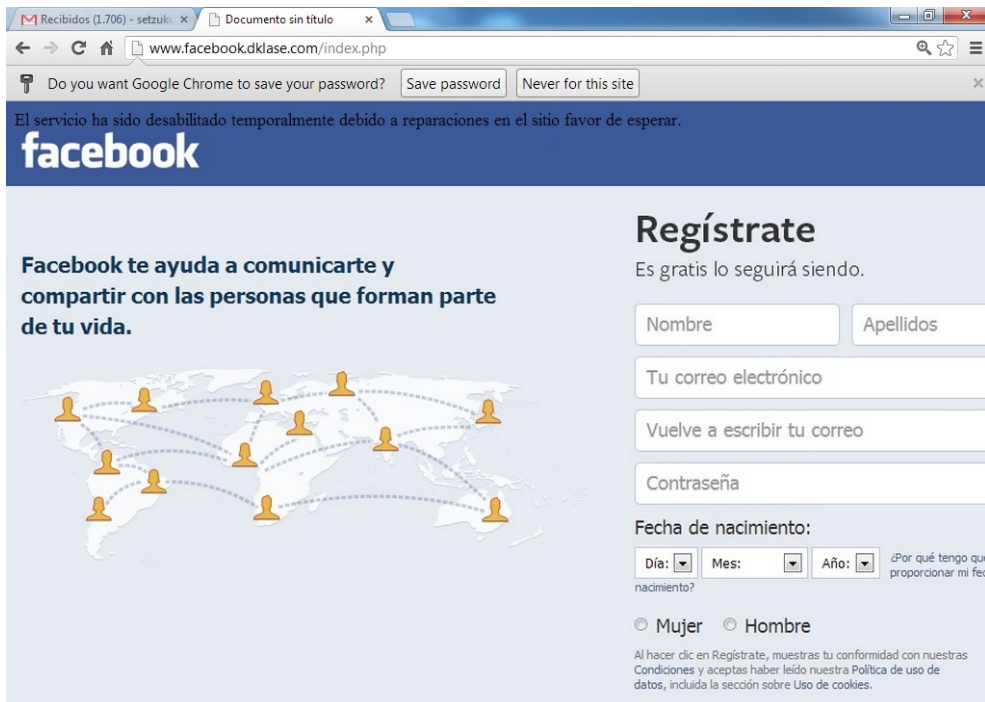 Recibidos (1.706) - setzuk
Documento sin título
www.facebook.dklase.com/index.php
Do you want Google Chrome to save your password?
Save password
Never for this site
El servicio ha sido desabilitado temporalmente debido a reparaciones en el sitio favor de esperar.
facebook
Regístrate
Es gratis lo seguirá siendo.
Facebook te ayuda a comunicarte y
compartir con las personas que forman parte
de tu vida.
Nombre
Apellidos
Tu correo electrónico
Vuelve a escribir tu correo
Contraseña
Fecha de nacimiento:
Día: Mes: Año:
¿Por qué tengo que
proporcionar mi fec
nacimiento?
Mujer Hombre
Al hacer clic en Regístrate, muestras tu conformidad con nuestras
Condiciones y aceptas haber leído nuestra Política de uso de
datos, incluida la sección sobre Uso de cookies.